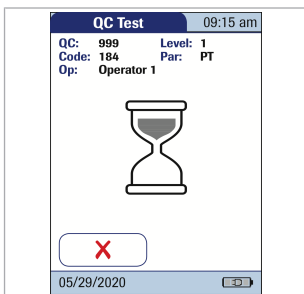 QC Test 09:15 am
QC: 999 Level: 1
Code: 184 Par: PT
Op: Operator 1
05/29/2020